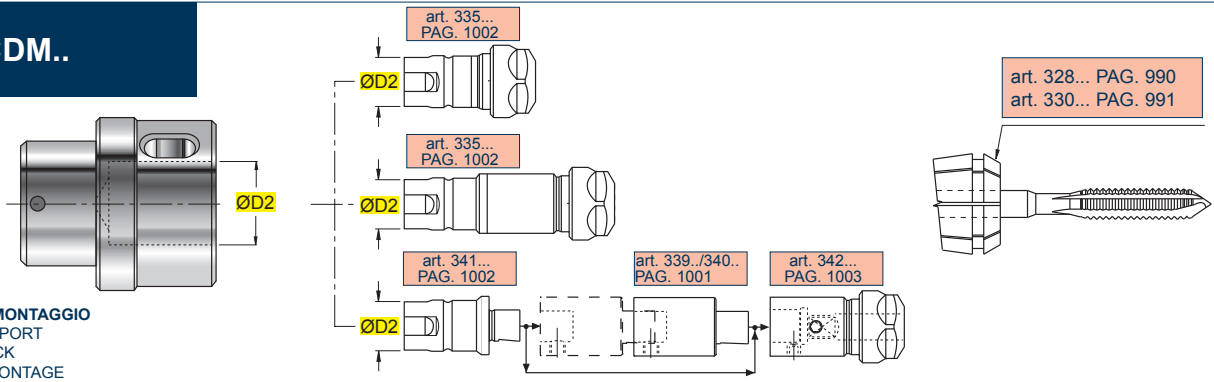 DM..
art. 335...
PAG. 1002
ØD2
art. 335...
PAG. 1002
ØD2
ØD2
art. 341...
PAG. 1002
art. 339../340..
PAG. 1001
art. 342...
PAG. 1003
ØD2
art. 328... PAG. 990
art. 330... PAG. 991
MONTAGGIO
PORT
CK
ONTAGE